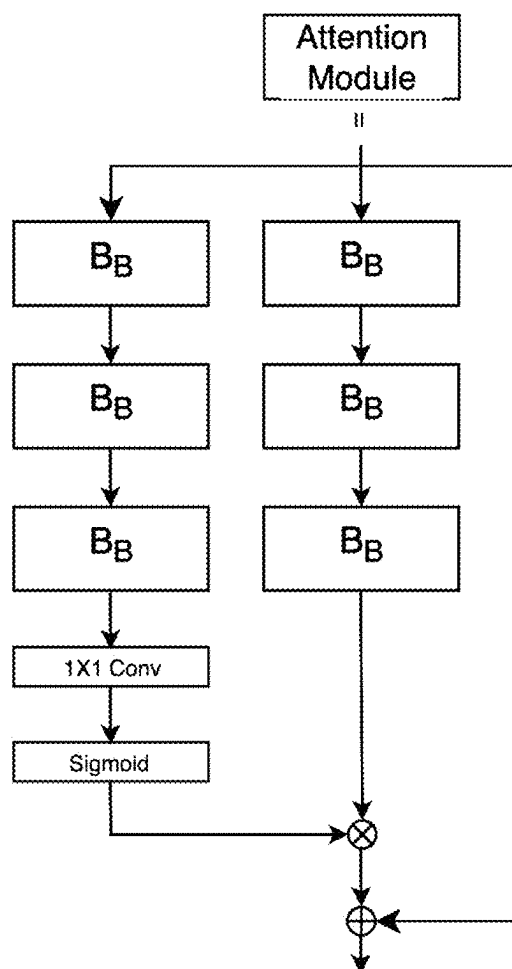 Attention
Module
=
B_B
B_B
B_B
B_B
B_B
B_B
1X1 Conv
Sigmoid